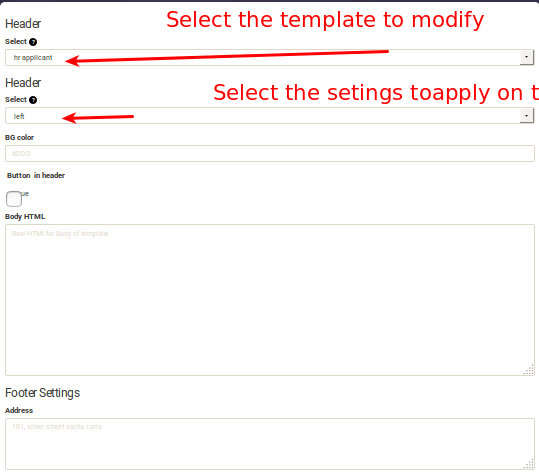 Header
Select the template to modify
Select ?
hr applicant
Header
Select the setings toapply on t
Select ?
left
BG color
#000
Button in header
ue
Body HTML
Raw HTMl for Body of template
Footer Settings
Address
101, silver street santa carla